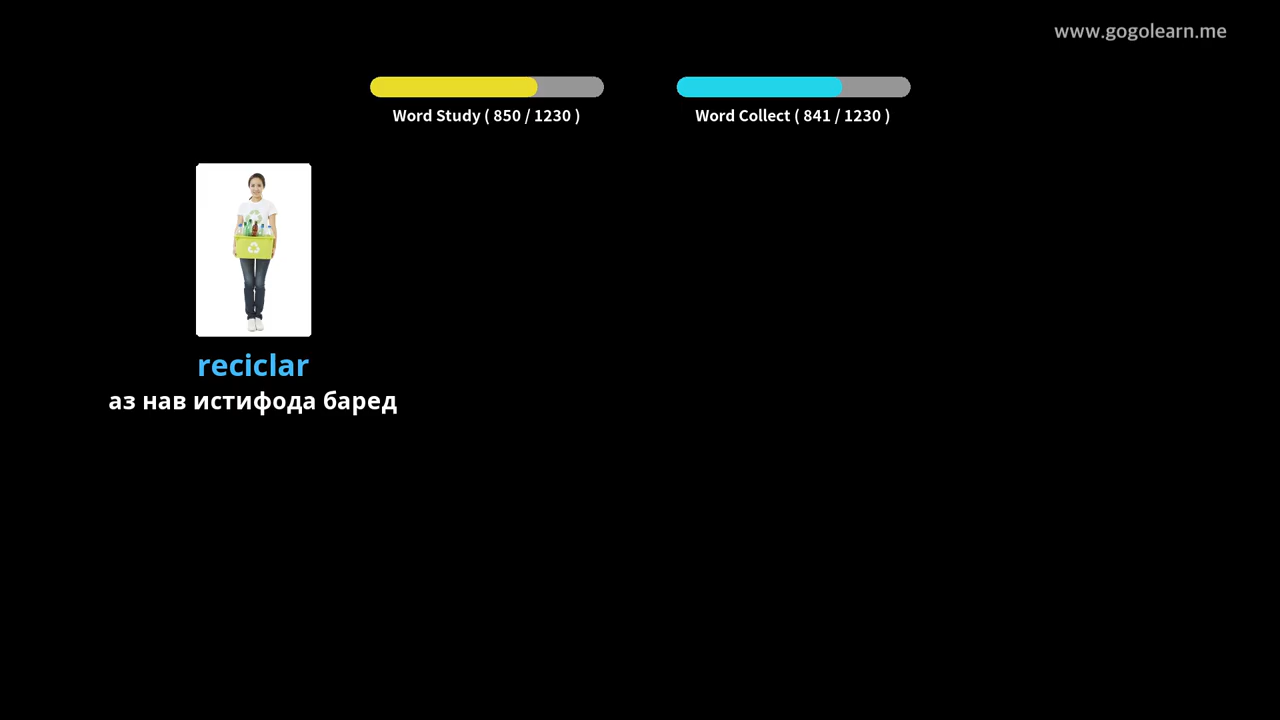 www.gogolearn.me
Word Study ( 850 / 1230 )
Word Collect ( 841 / 1230 )
reciclar
аз нав истифода баред